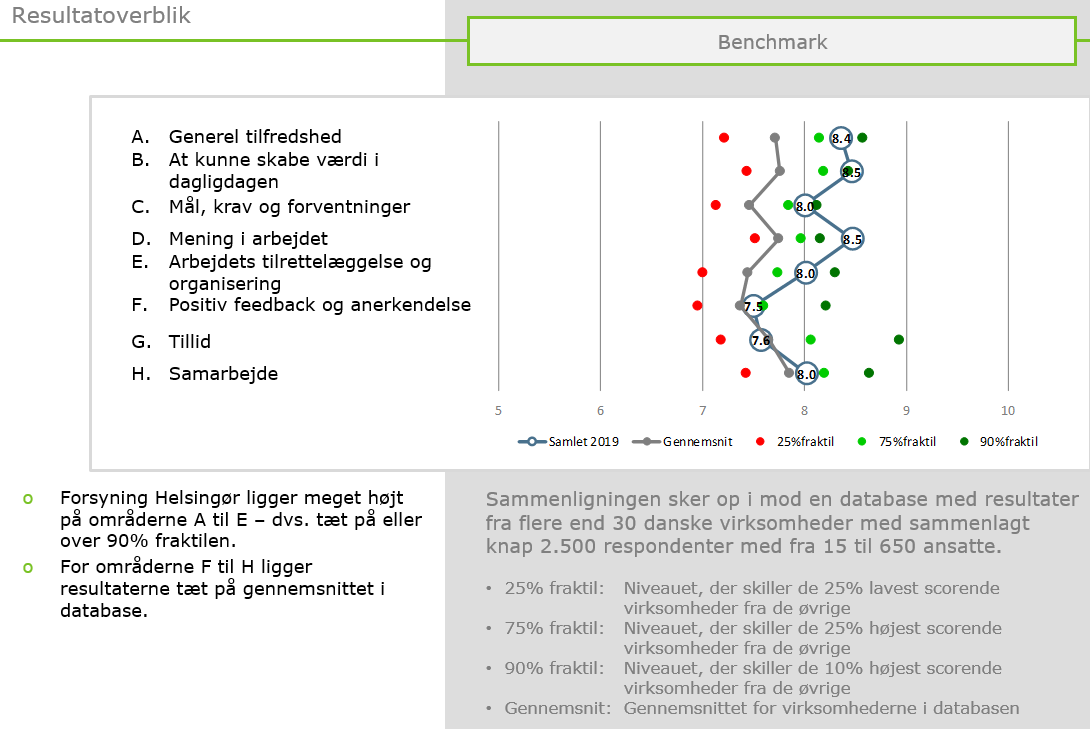 Resultatoverblik
Benchmark
A. Generel tilfredshed
B. At kunne skabe værdi i
dagligdagen
C. Mål, krav og forventninger
D. Mening i arbejdet
E. Arbejdets tilrettelæggelse og
organisering
F. Positiv feedback og anerkendelse
G. Tillid
H. Samarbejde
8.4
8.5
8.0
8.5
8.0
7.5
7.6
8.0
5 6 7 8 9 10
Samlet 2019 Gennemsnit 25%fraktil 75%fraktil 90%fraktil
o Forsyning Helsingør ligger meget højt
på områderne A til E – dvs. tæt på eller
over 90% fraktilen.
o For områderne F til H ligger
resultaterne tæt på gennemsnittet i
database.
Sammenligningen sker op i mod en database med resultater
fra flere end 30 danske virksomheder med sammenlagt
knap 2.500 respondenter med fra 15 til 650 ansatte.
• 25% fraktil: Niveauet, der skiller de 25% lavest scorende
virksomheder fra de øvrige
• 75% fraktil: Niveauet, der skiller de 25% højest scorende
virksomheder fra de øvrige
• 90% fraktil: Niveauet, der skiller de 10% højest scorende
virksomheder fra de øvrige
• Gennemsnit: Gennemsnittet for virksomhederne i databasen